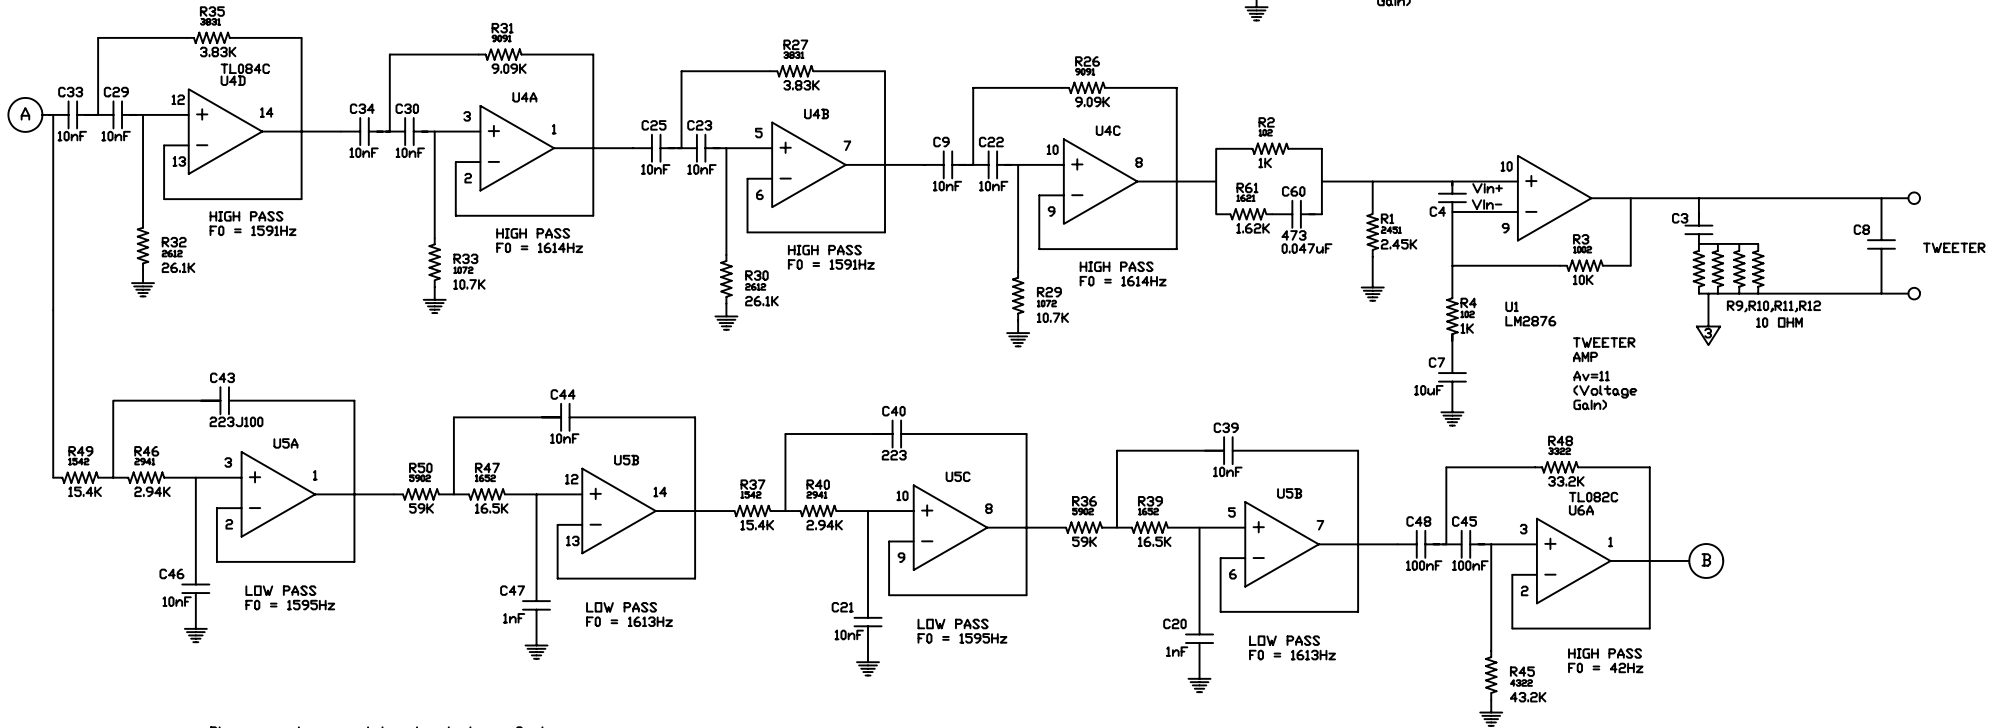 Gain)
R35
3831
3.83K
TL084C
U4D
C33
10nF
C29
10nF
A
12
+
13
−
14
HIGH PASS
F0 = 1591Hz
R32
2612
26.1K
R31
9091
9.09K
U4A
C34
10nF
C30
10nF
3
+
2
−
1
HIGH PASS
F0 = 1614Hz
R33
1072
10.7K
R27
3831
3.83K
U4B
C25
10nF
C23
10nF
5
+
6
−
7
HIGH PASS
F0 = 1591Hz
R30
2612
26.1K
R26
9091
9.09K
U4C
C9
10nF
C22
10nF
10
+
9
−
8
HIGH PASS
F0 = 1614Hz
R29
1072
10.7K
R2
102
1K
R61
1621
1.62K
C60
473
0.047uF
R1
2451
2.45K
C4
Vin+
Vin-
10
+
9
−
R3
1002
10K
R4
102
1K
C7
10uF
U1
LM2876
TWEETER
AMP
Av=11
(Voltage
Gain)
C3
R9,R10,R11,R12
10 OHM
3
C8
TWEETER
C43
223J100
U5A
R49
1542
15.4K
R46
2941
2.94K
3
+
2
−
1
C46
10nF
LOW PASS
F0 = 1595Hz
C44
10nF
U5B
R50
5902
59K
R47
1652
16.5K
12
+
13
−
14
C47
1nF
LOW PASS
F0 = 1613Hz
C40
223
U5C
R37
1542
15.4K
R40
2941
2.94K
10
+
9
−
8
C21
10nF
LOW PASS
F0 = 1595Hz
C39
10nF
U5B
R36
5902
59K
R39
1652
16.5K
5
+
6
−
7
C20
1nF
LOW PASS
F0 = 1613Hz
R48
3322
33.2K
TL082C
U6A
C48
100nF
C45
100nF
3
+
2
−
1
B
HIGH PASS
F0 = 42Hz
R45
4322
43.2K